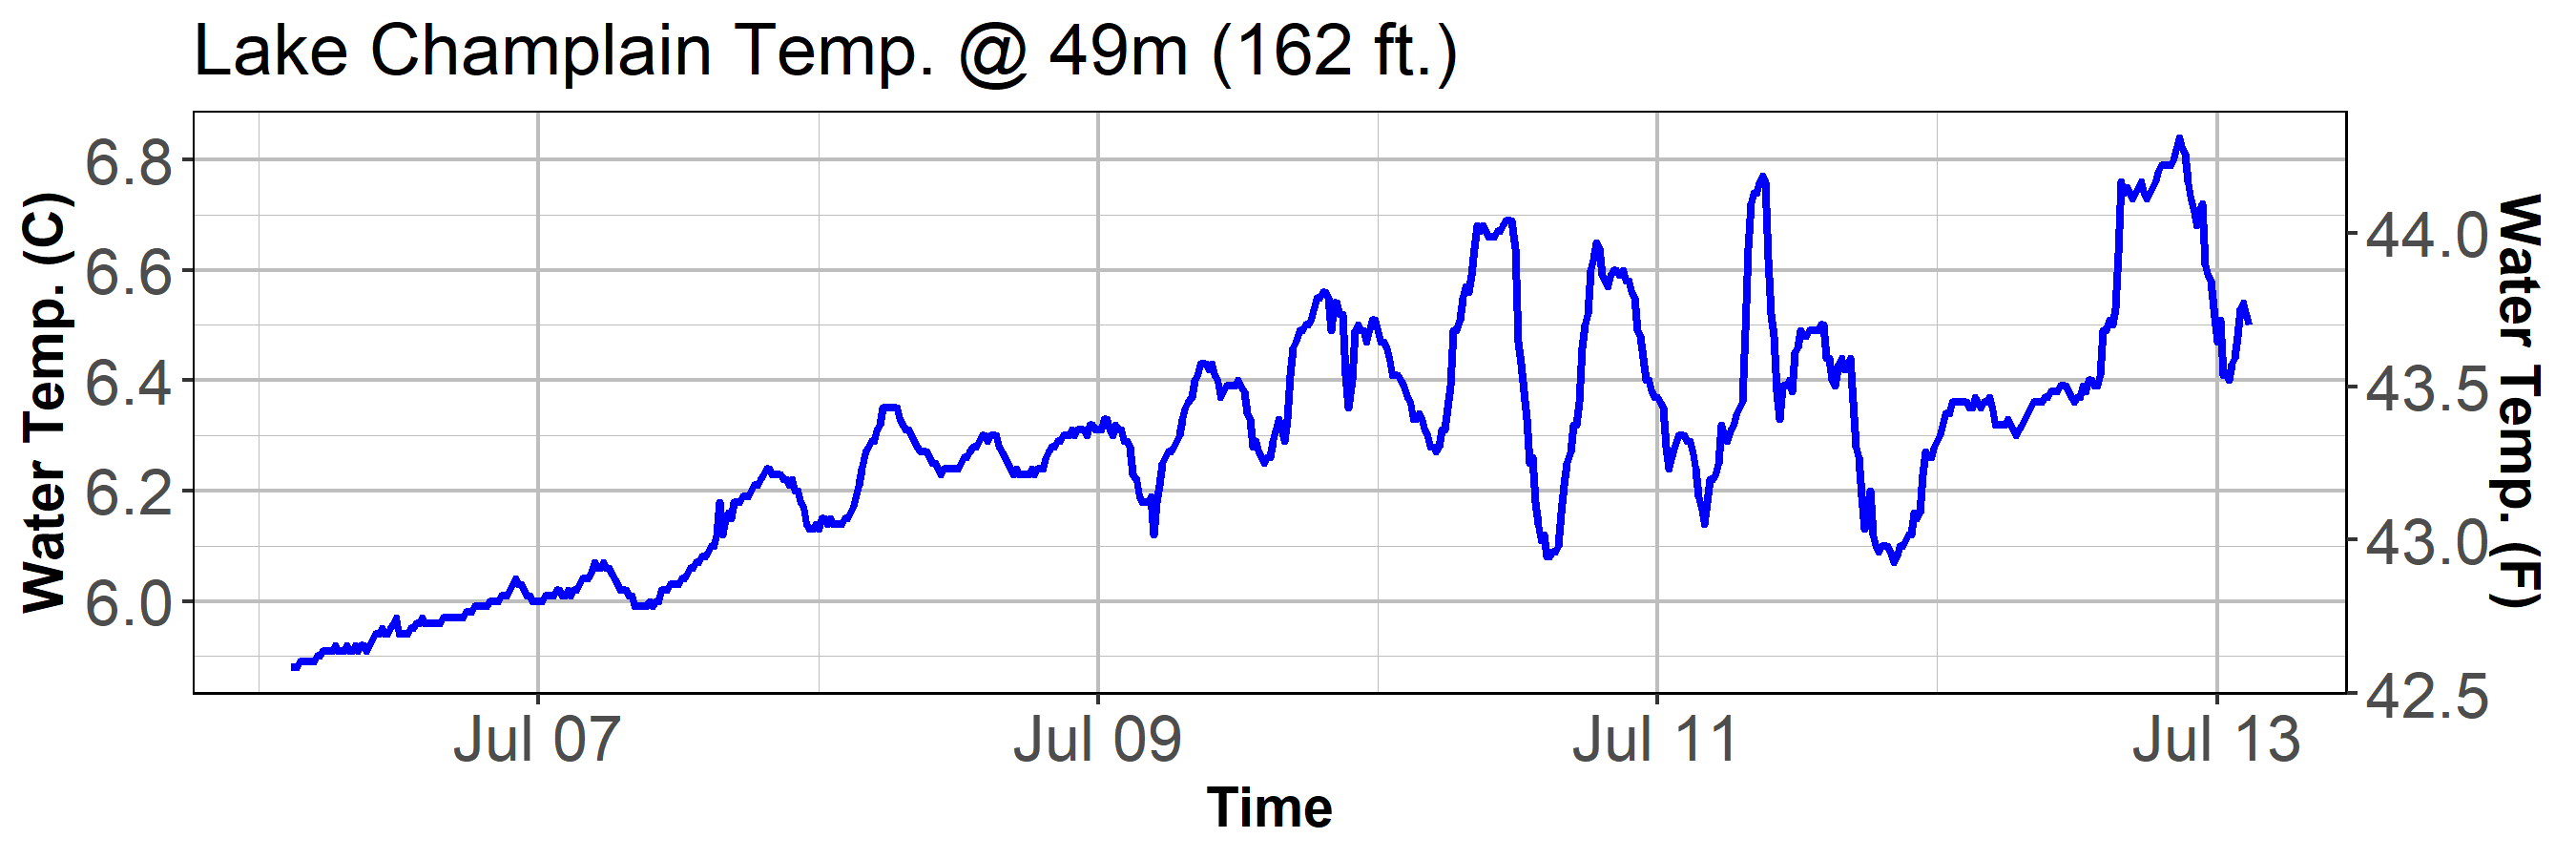 Lake Champlain Temp. @ 49m (162 ft.)
Water Temp. (C)
6.8
6.6
6.4
6.2
6.0
44.0
43.5
43.0
42.5
Water Temp. (F)
Jul 07
Jul 09
Jul 11
Jul 13
Time